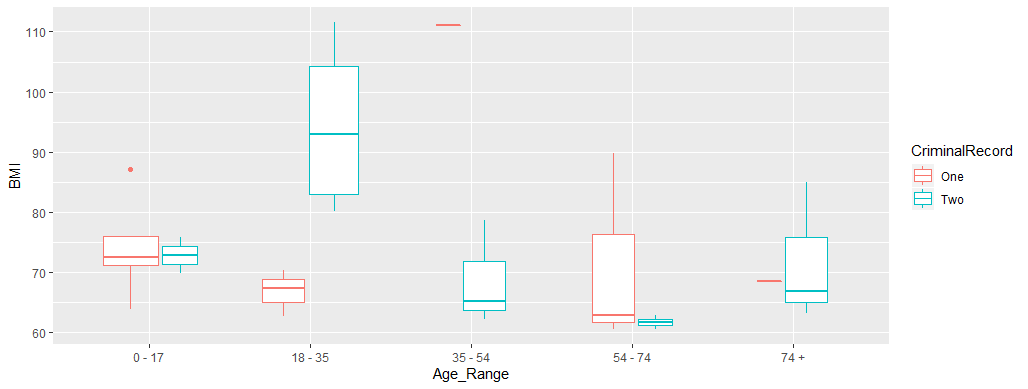 110
100
90
80
70
60
BMI
0 - 17
18 - 35
35 - 54
54 - 74
74 +
Age_Range
CriminalRecord
One
Two